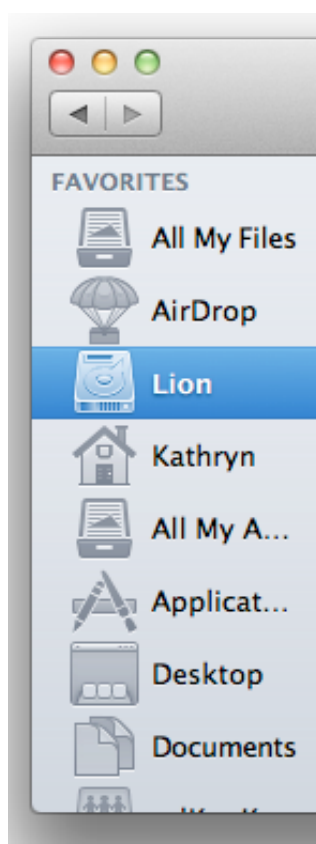 FAVORITES
All My Files
AirDrop
Lion
Kathryn
All My A...
Applicat...
Desktop
Documents